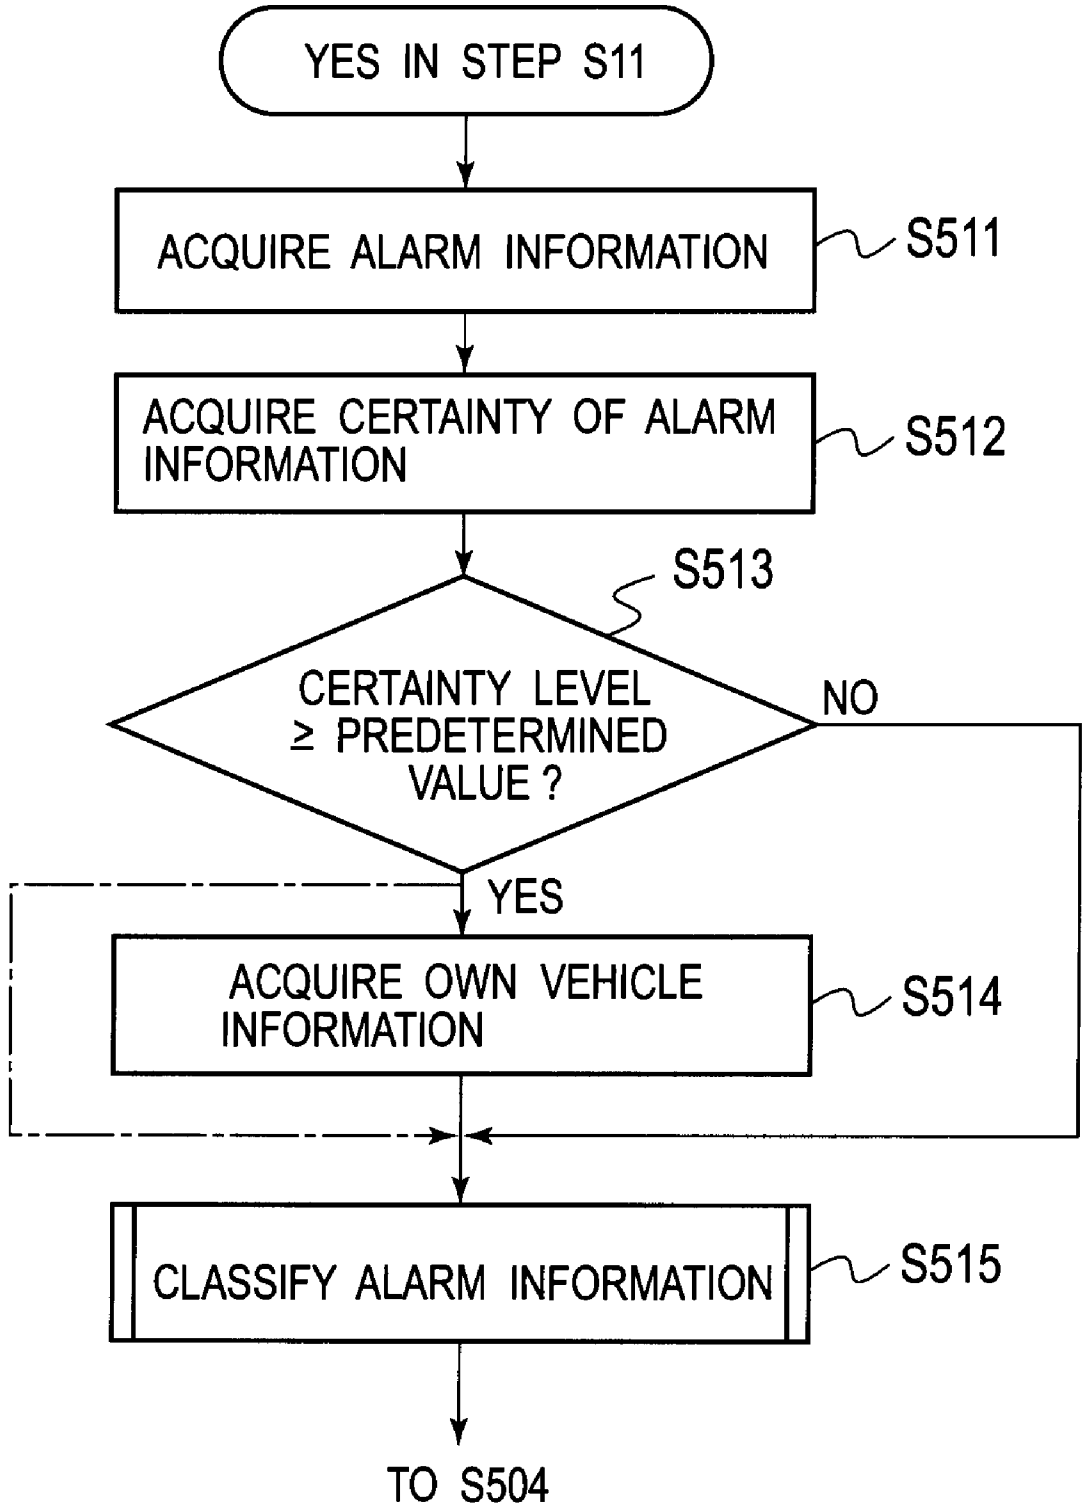 YES IN STEP S11
ACQUIRE ALARM INFORMATION
S511
ACQUIRE CERTAINTY OF ALARM
INFORMATION
S512
S513
CERTAINTY LEVEL
≥ PREDETERMINED
VALUE?
NO
YES
ACQUIRE OWN VEHICLE
INFORMATION
S514
CLASSIFY ALARM INFORMATION
S515
TO S504